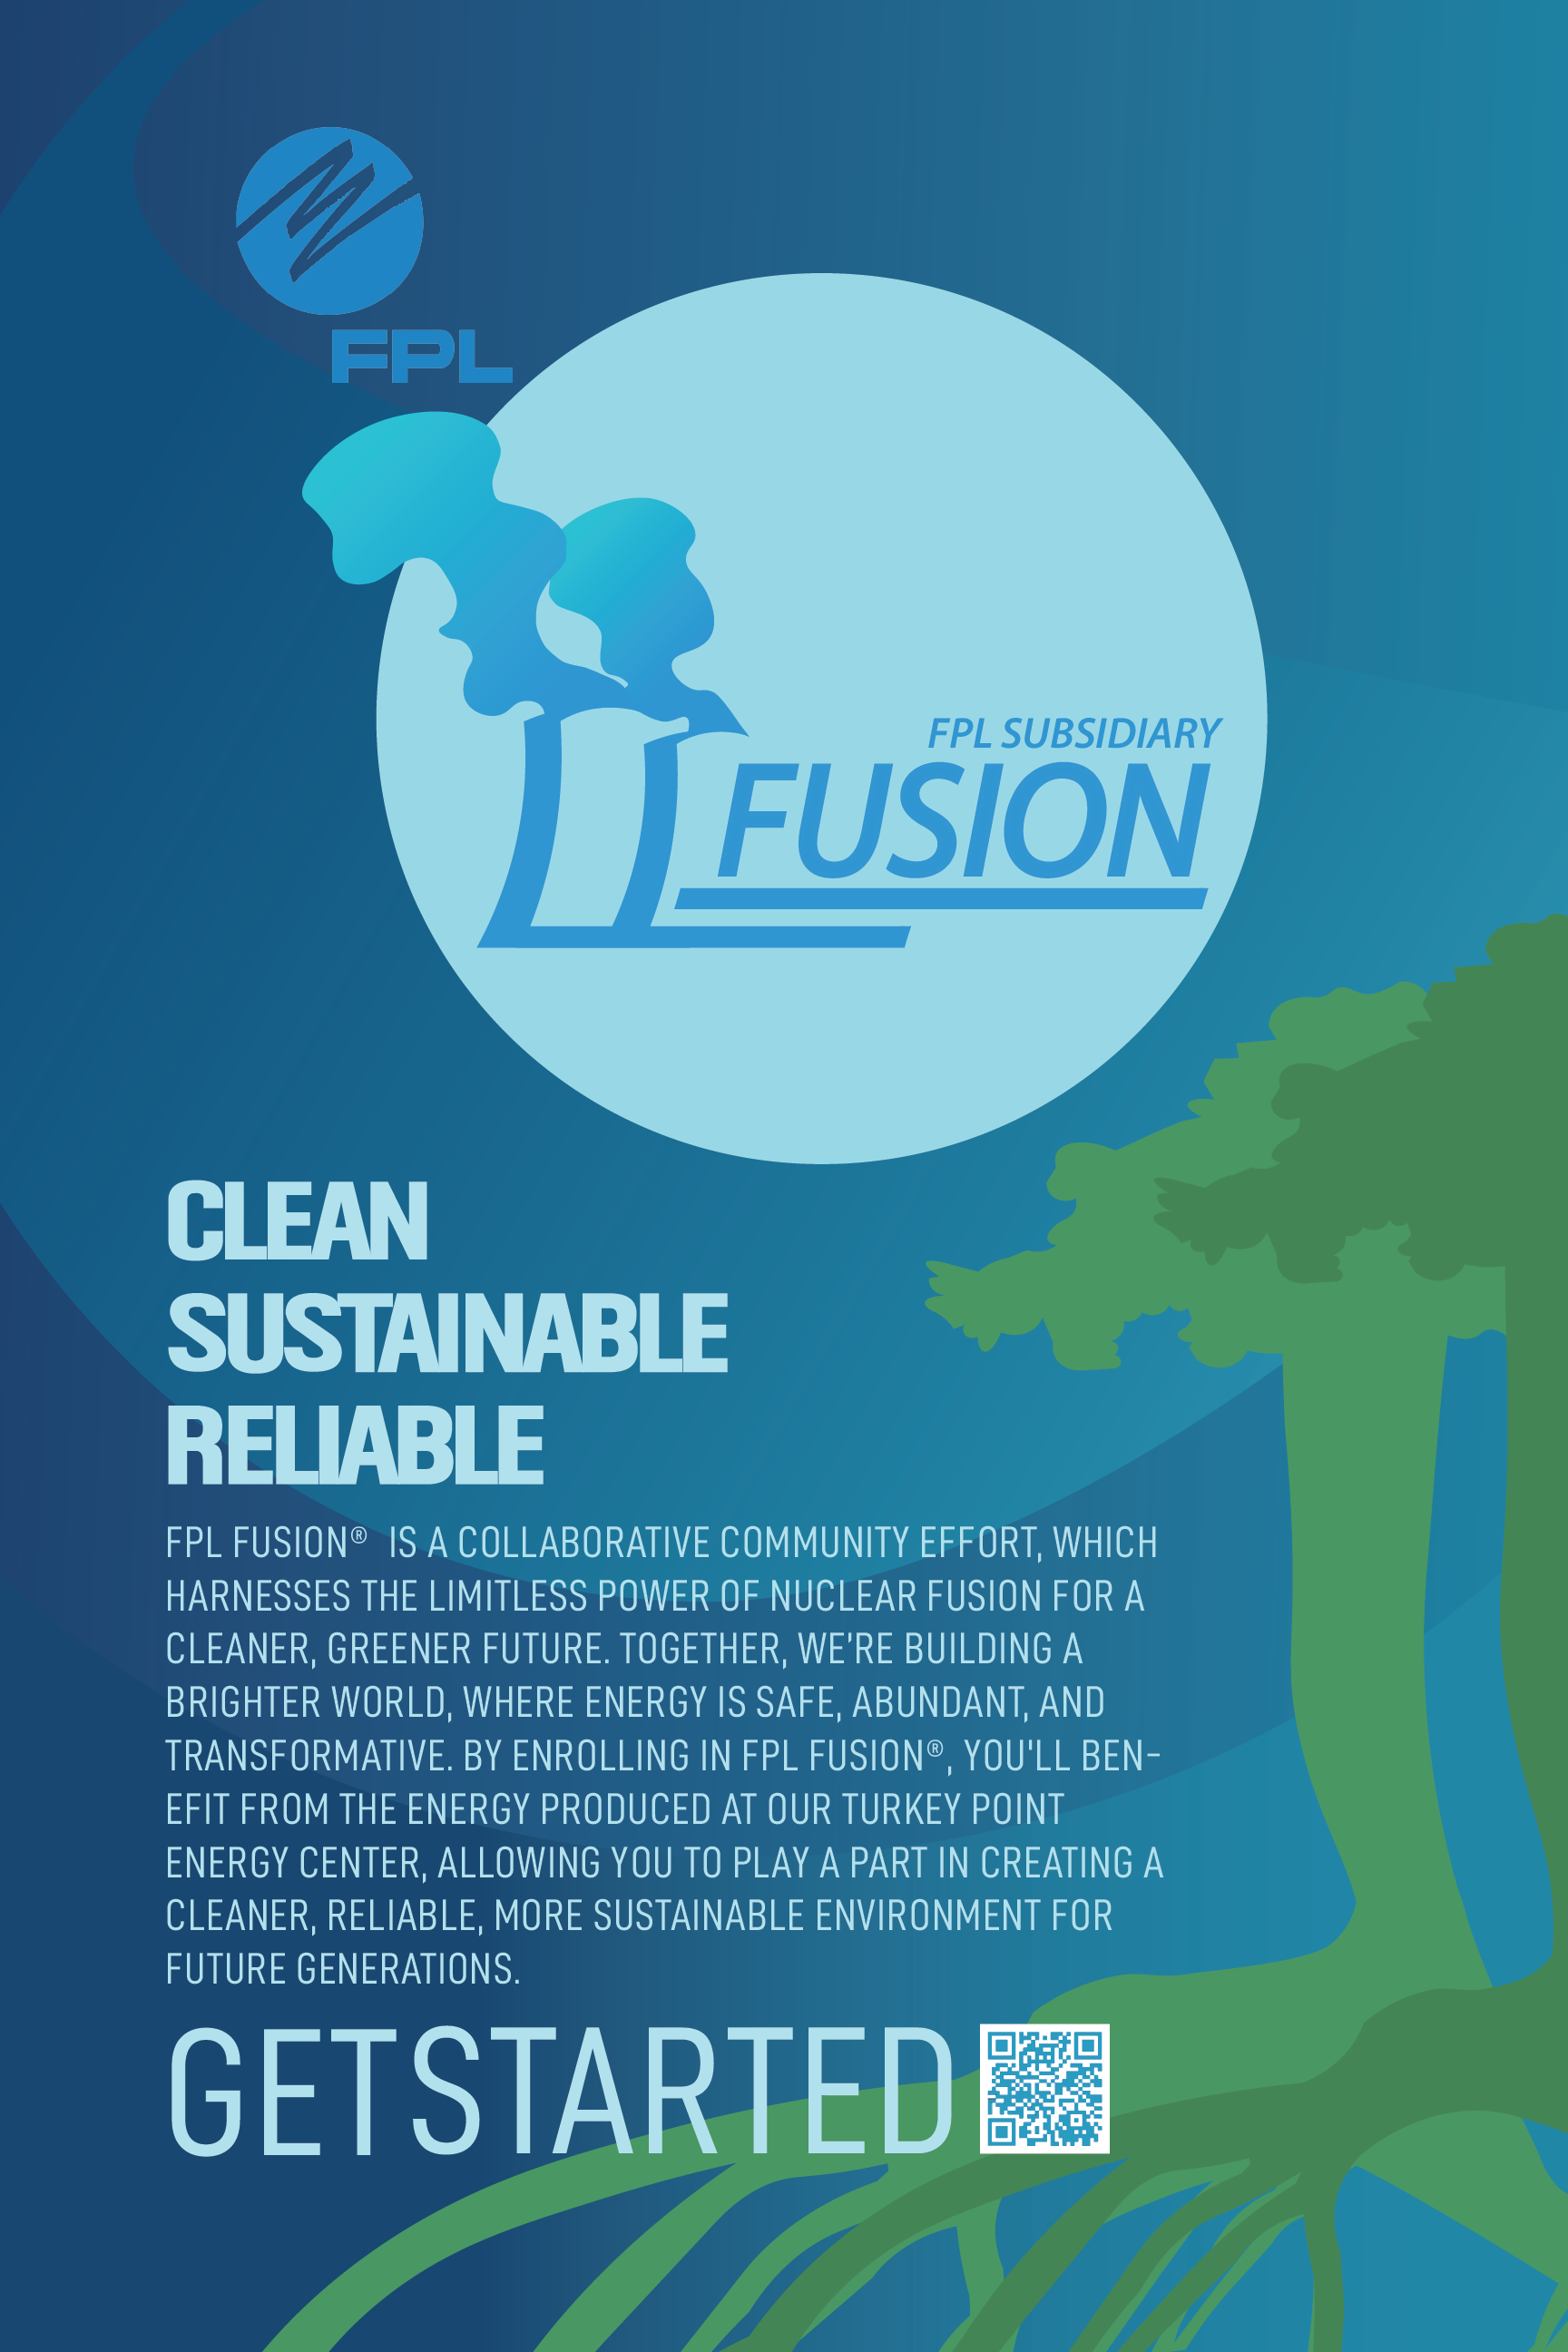 FPL
FPL SUBSIDIARY
FUSION
CLEAN
SUSTAINABLE
RELIABLE
FPL FUSION® IS A COLLABORATIVE COMMUNITY EFFORT, WHICH
HARNESSES THE LIMITLESS POWER OF NUCLEAR FUSION FOR A
CLEANER, GREENER FUTURE. TOGETHER, WE’RE BUILDING A
BRIGHTER WORLD, WHERE ENERGY IS SAFE, ABUNDANT, AND
TRANSFORMATIVE. BY ENROLLING IN FPL FUSION®, YOU'LL BEN-
EFIT FROM THE ENERGY PRODUCED AT OUR TURKEY POINT
ENERGY CENTER, ALLOWING YOU TO PLAY A PART IN CREATING A
CLEANER, RELIABLE, MORE SUSTAINABLE ENVIRONMENT FOR
FUTURE GENERATIONS.
GETSTARTED